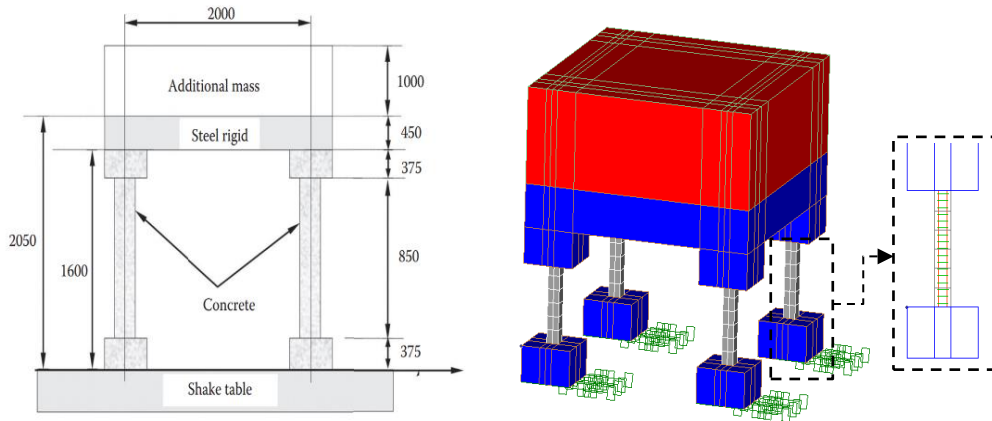 2000
Additional mass
1000
Steel rigid
450
375
2050
1600
850
Concrete
375
Shake table